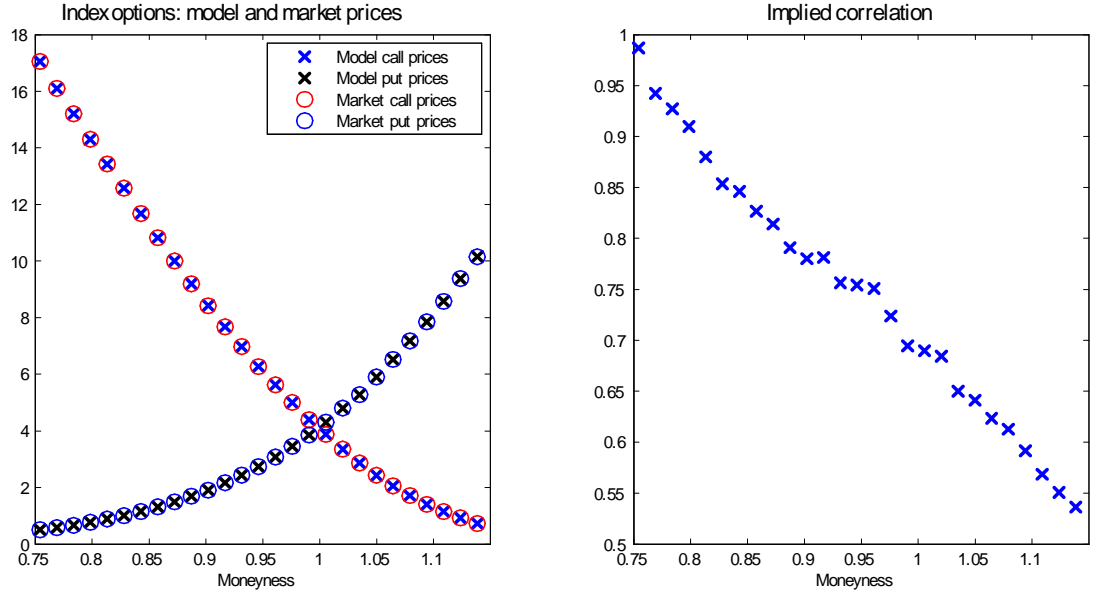 Index options: model and market prices
18
16
14
12
10
8
6
4
2
0
Model call prices
Model put prices
Market call prices
Market put prices
0.75 0.8 0.85 0.9 0.95 1 1.05 1.1
Moneyness
Implied correlation
1
0.95
0.9
0.85
0.8
0.75
0.7
0.65
0.6
0.55
0.5
0.75 0.8 0.85 0.9 0.95 1 1.05 1.1
Moneyness